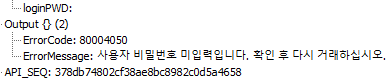 loginPWD:
Output {} (2)
ErrorCode: 80004050
ErrorMessage: 사용자 비밀번호 미입력입니다. 확인 후 다시 거래하십시오.
API_SEQ: 378db74802cf38ae8bc8982c0d5a4658